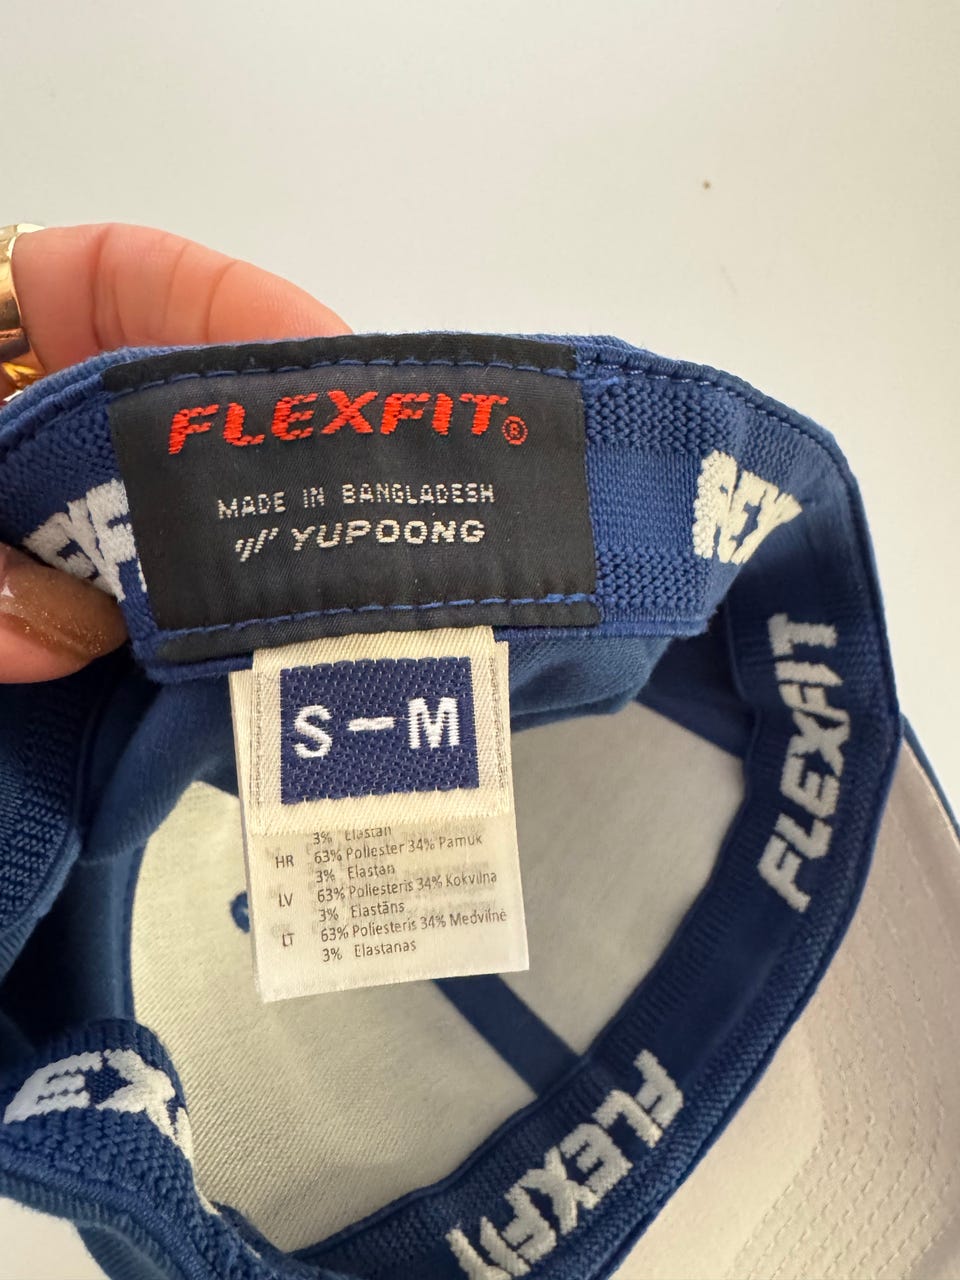 FLEXFIT®
MADE IN BANGLADESH
YUPOONG
S-M
3% Elastan
HR 63% Poliester 34% Pamuk
3% Elastan
LV 63% Poliesteris 34% Kokvilna
3% Elastāns
LT 63% Poliesteris 34% Medvilnė
3% Elastanas
FLEXFIT
FLEXFIT